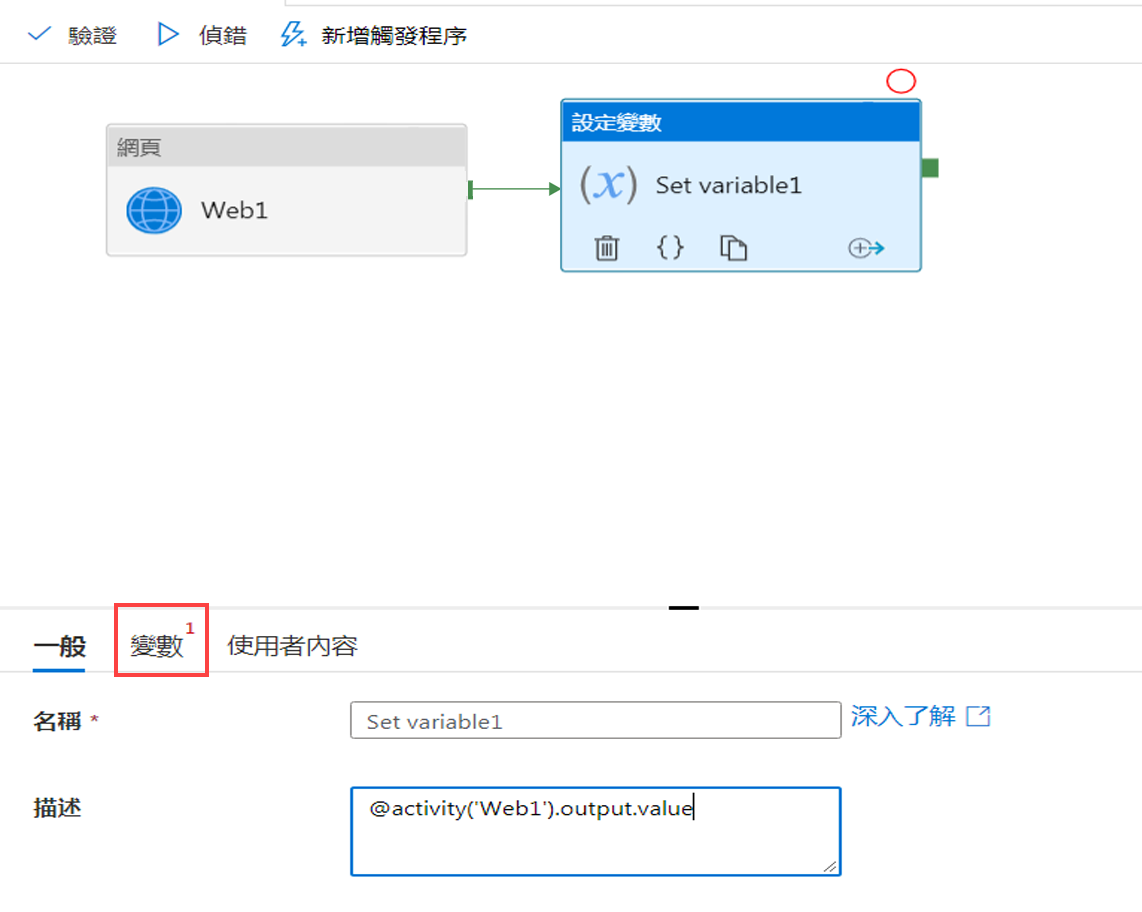 驗證 偵錯 新增觸發程序
網頁
Web1
設定變數
(x) Set variable1
{}
一般 變數 1 使用者內容
名稱 * Set variable1 深入了解
描述 @activity('Web1').output.value